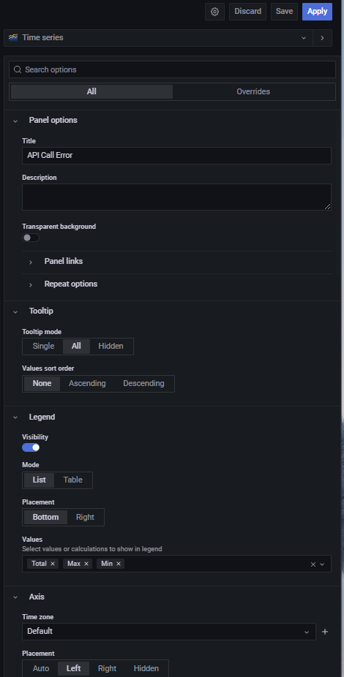 Discard Save Apply
Time series
Search options
All Overrides
Panel options
Title
API Call Error
Description
Transparent background
Panel links
Repeat options
Tooltip
Tooltip mode
Single All Hidden
Values sort order
None Ascending Descending
Legend
Visibility
Mode
List Table
Placement
Bottom Right
Values
Select values or calculations to show in legend
Total Max Min
Axis
Time zone
Default
Placement
Auto Left Right Hidden